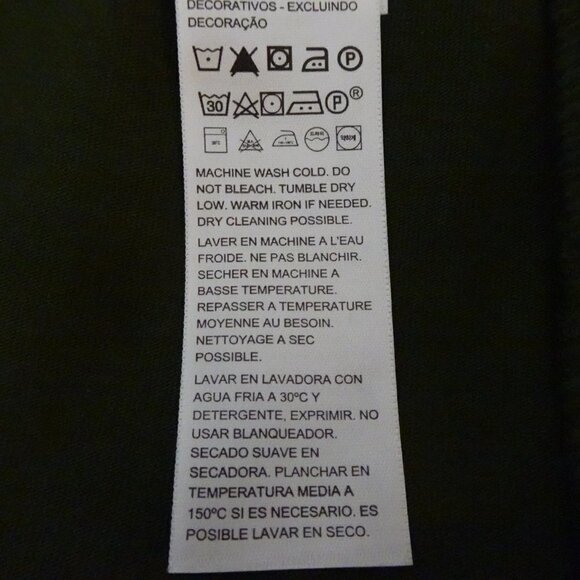 DECORATIVOS - EXCLUINDO
DECORAÇÃO
P
30 P®
MACHINE WASH COLD. DO
NOT BLEACH. TUMBLE DRY
LOW. WARM IRON IF NEEDED.
DRY CLEANING POSSIBLE.
LAVER EN MACHINE A L'EAU
FROIDE. NE PAS BLANCHIR.
SECHER EN MACHINE A
BASSE TEMPERATURE.
REPASSER A TEMPERATURE
MOYENNE AU BESOIN.
NETTOYAGE A SEC
POSSIBLE.
LAVAR EN LAVADORA CON
AGUA FRIA A 30ºC Y
DETERGENTE, EXPRIMIR. NO
USAR BLANQUEADOR.
SECADO SUAVE EN
SECADORA. PLANCHAR EN
TEMPERATURA MEDIA A
150ºC SI ES NECESARIO. ES
POSIBLE LAVAR EN SECO.